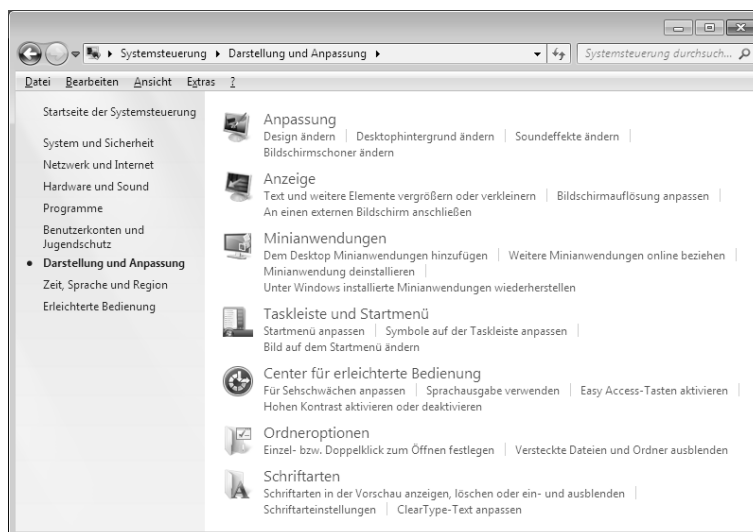 Systemsteuerung Darstellung und Anpassung
Systemsteuerung durchsuch...
Datei Bearbeiten Ansicht Extras ?
Startseite der Systemsteuerung
System und Sicherheit
Netzwerk und Internet
Hardware und Sound
Programme
Benutzerkonten und
Jugendschutz
Darstellung und Anpassung
Zeit, Sprache und Region
Erleichterte Bedienung
Anpassung
Design ändern | Desktophintergrund ändern | Soundeffekte ändern |
Bildschirmschoner ändern
Anzeige
Text und weitere Elemente vergrößern oder verkleinern | Bildschirmauflösung anpassen |
An einen externen Bildschirm anschließen
Minianwendungen
Dem Desktop Minianwendungen hinzufügen | Weitere Minianwendungen online beziehen |
Minianwendung deinstallieren |
Unter Windows installierte Minianwendungen wiederherstellen
Taskleiste und Startmenü
Startmenü anpassen | Symbole auf der Taskleiste anpassen |
Bild auf dem Startmenü ändern
Center für erleichterte Bedienung
Für Sehschwächen anpassen | Sprachausgabe verwenden | Easy Access-Tasten aktivieren |
Hohen Kontrast aktivieren oder deaktivieren
Ordneroptionen
Einzel- bzw. Doppelklick zum Öffnen festlegen | Versteckte Dateien und Ordner ausblenden
Schriftarten
Schriftarten in der Vorschau anzeigen, löschen oder ein- und ausblenden |
Schriftarteinstellungen | ClearType-Text anpassen